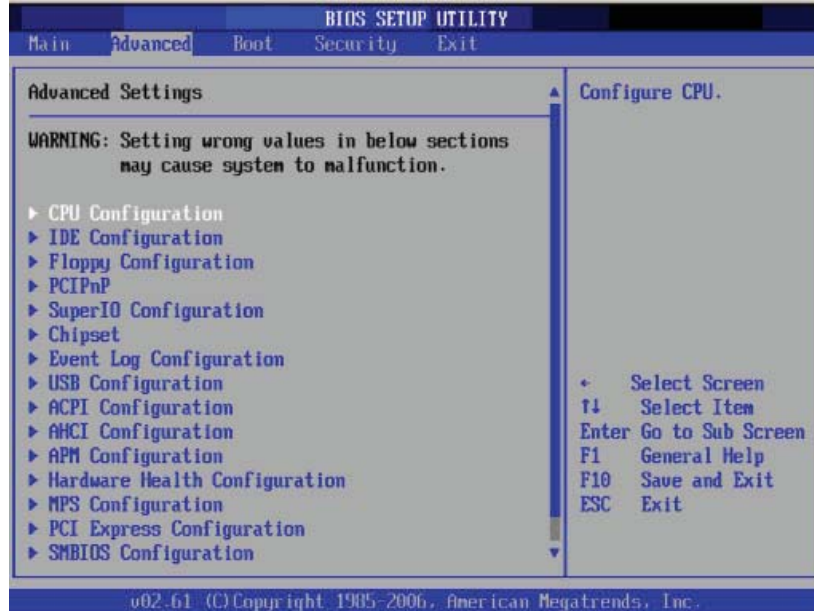 BIOS SETUP UTILITY
Main Advanced Boot Security Exit
Advanced Settings
WARNING: Setting wrong values in below sections
may cause system to malfunction.
▶ CPU Configuration
▶ IDE Configuration
▶ Floppy Configuration
▶ PCIPnP
▶ SuperIO Configuration
▶ Chipset
▶ Event Log Configuration
▶ USB Configuration
▶ ACPI Configuration
▶ AHCI Configuration
▶ APM Configuration
▶ Hardware Health Configuration
▶ MPS Configuration
▶ PCI Express Configuration
▶ SMBIOS Configuration
Configure CPU.
← Select Screen
↑↓ Select Item
Enter Go to Sub Screen
F1 General Help
F10 Save and Exit
ESC Exit
v02.61 (C)Copyright 1985-2006, American Megatrends, Inc.